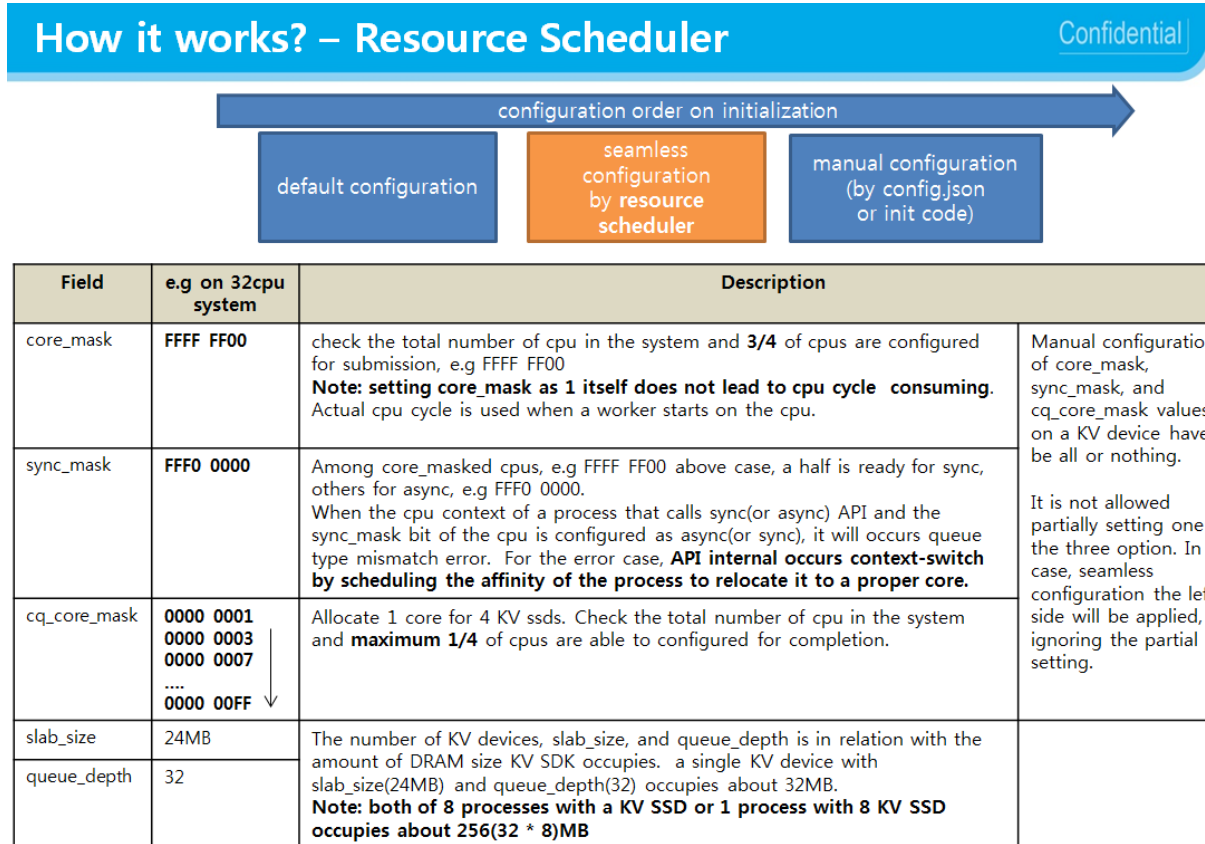 How it works? – Resource Scheduler
Confidential
configuration order on initialization
default configuration
seamless
configuration
by resource
scheduler
manual configuration
(by config.json
or init code)
Field
e.g on 32cpu
system
Description
core_mask
FFFF FF00
check the total number of cpu in the system and 3/4 of cpus are configured
for submission, e.g FFFF FF00
Note: setting core_mask as 1 itself does not lead to cpu cycle consuming.
Actual cpu cycle is used when a worker starts on the cpu.
Manual configuratio
of core_mask,
sync_mask, and
cq_core_mask values
on a KV device have
be all or nothing.
It is not allowed
partially setting one
the three option. In
case, seamless
configuration the lef
side will be applied,
ignoring the partial
setting.
sync_mask
FFF0 0000
Among core_masked cpus, e.g FFFF FF00 above case, a half is ready for sync,
others for async, e.g FFF0 0000.
When the cpu context of a process that calls sync(or async) API and the
sync_mask bit of the cpu is configured as async(or sync), it will occurs queue
type mismatch error. For the error case, API internal occurs context-switch
by scheduling the affinity of the process to relocate it to a proper core.
cq_core_mask
0000 0001
0000 0003
0000 0007
....
0000 00FF
Allocate 1 core for 4 KV ssds. Check the total number of cpu in the system
and maximum 1/4 of cpus are able to configured for completion.
slab_size
24MB
The number of KV devices, slab_size, and queue_depth is in relation with the
amount of DRAM size KV SDK occupies. a single KV device with
slab_size(24MB) and queue_depth(32) occupies about 32MB.
Note: both of 8 processes with a KV SSD or 1 process with 8 KV SSD
occupies about 256(32 * 8)MB
queue_depth
32